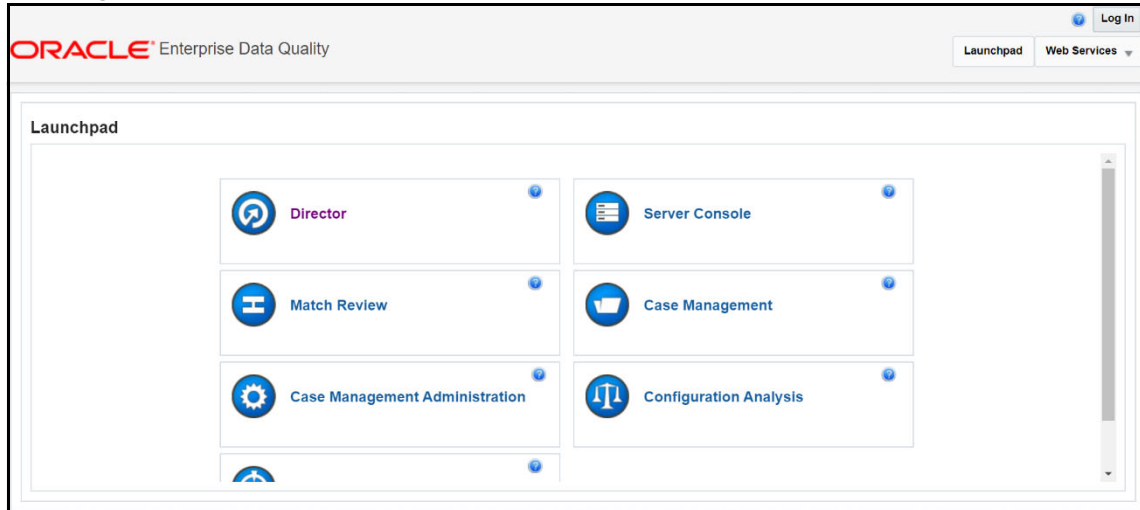 Log In
ORACLE Enterprise Data Quality
Launchpad Web Services
Launchpad
Director Server Console
Match Review Case Management
Case Management Administration Configuration Analysis